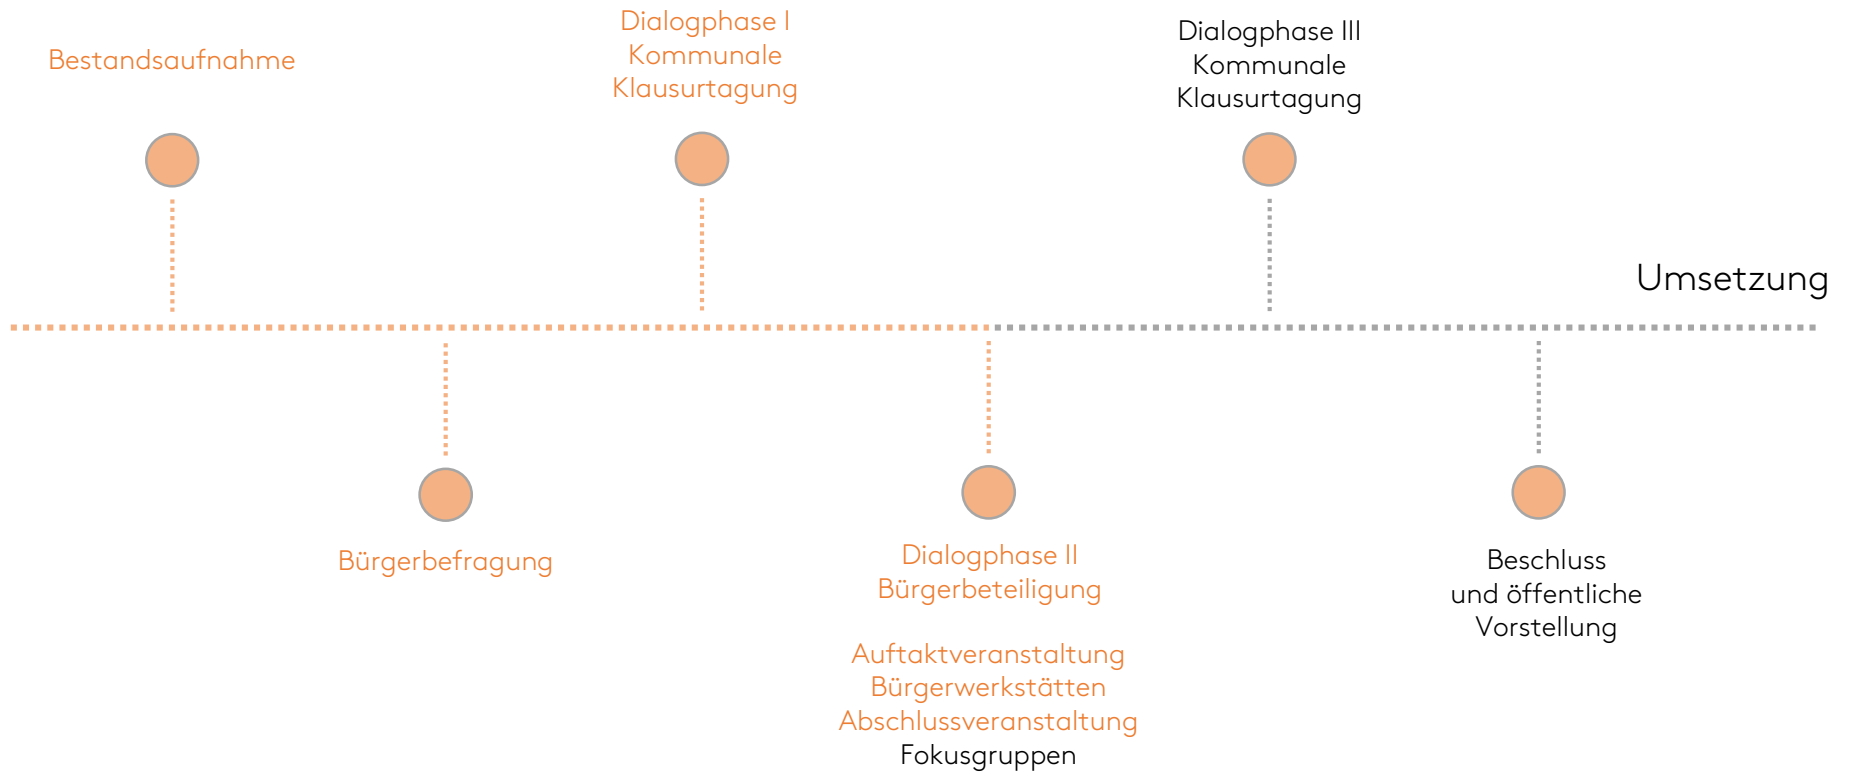 Bestandsaufnahme
Dialogphase I
Kommunale
Klausurtagung
Dialogphase III
Kommunale
Klausurtagung
Umsetzung
Bürgerbefragung
Dialogphase II
Bürgerbeteiligung
Auftaktveranstaltung
Bürgerwerkstätten
Abschlussveranstaltung
Fokusgruppen
Beschluss
und öffentliche
Vorstellung